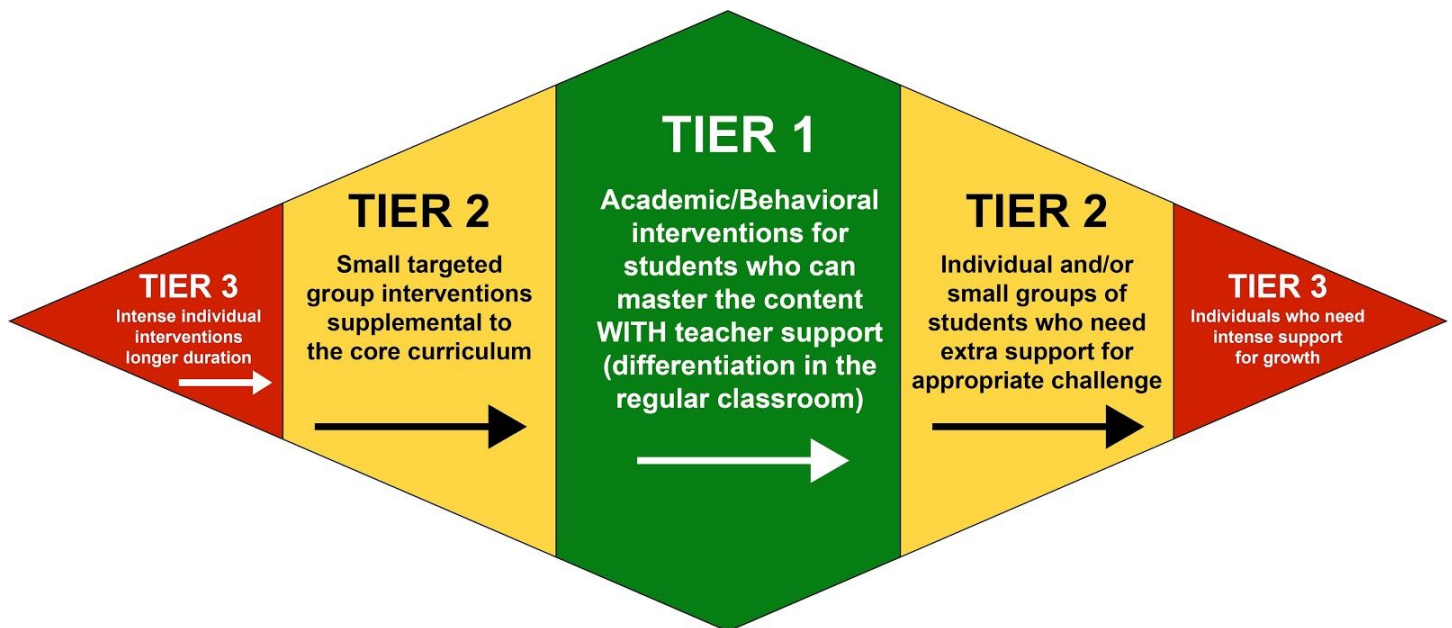 TIER 3
Intense individual
interventions
longer duration
TIER 2
Small targeted
group interventions
supplemental to
the core curriculum
TIER 1
Academic/Behavioral
interventions for
students who can
master the content
WITH teacher support
(differentiation in the
regular classroom)
TIER 2
Individual and/or
small groups of
students who need
extra support for
appropriate challenge
TIER 3
Individuals who need
intense support
for growth